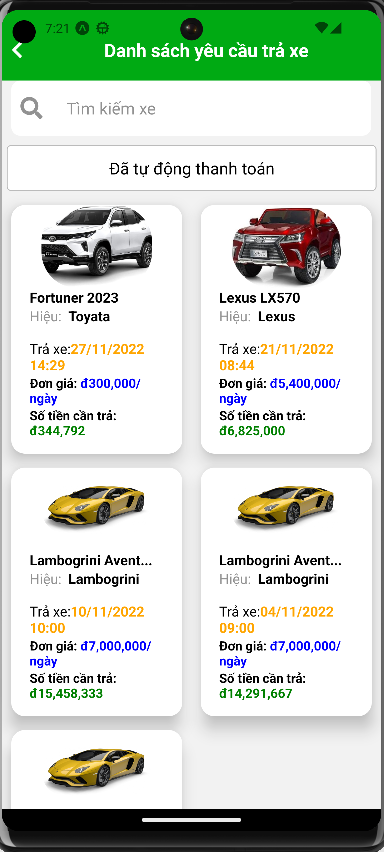 7:21
Danh sách yêu cầu trả xe
Tìm kiếm xe
Đã tự động thanh toán
Fortuner 2023
Hiệu: Toyata
Trả xe:27/11/2022
14:29
Đơn giá: đ300,000/
ngày
Số tiền cần trả:
đ344,792
Lexus LX570
Hiệu: Lexus
Trả xe:21/11/2022
08:44
Đơn giá: đ5,400,000/
ngày
Số tiền cần trả:
đ6,825,000
Lambogrini Avent...
Hiệu: Lambogrini
Trả xe:10/11/2022
10:00
Đơn giá: đ7,000,000/
ngày
Số tiền cần trả:
đ15,458,333
Lambogrini Avent...
Hiệu: Lambogrini
Trả xe:04/11/2022
09:00
Đơn giá: đ7,000,000/
ngày
Số tiền cần trả:
đ14,291,667